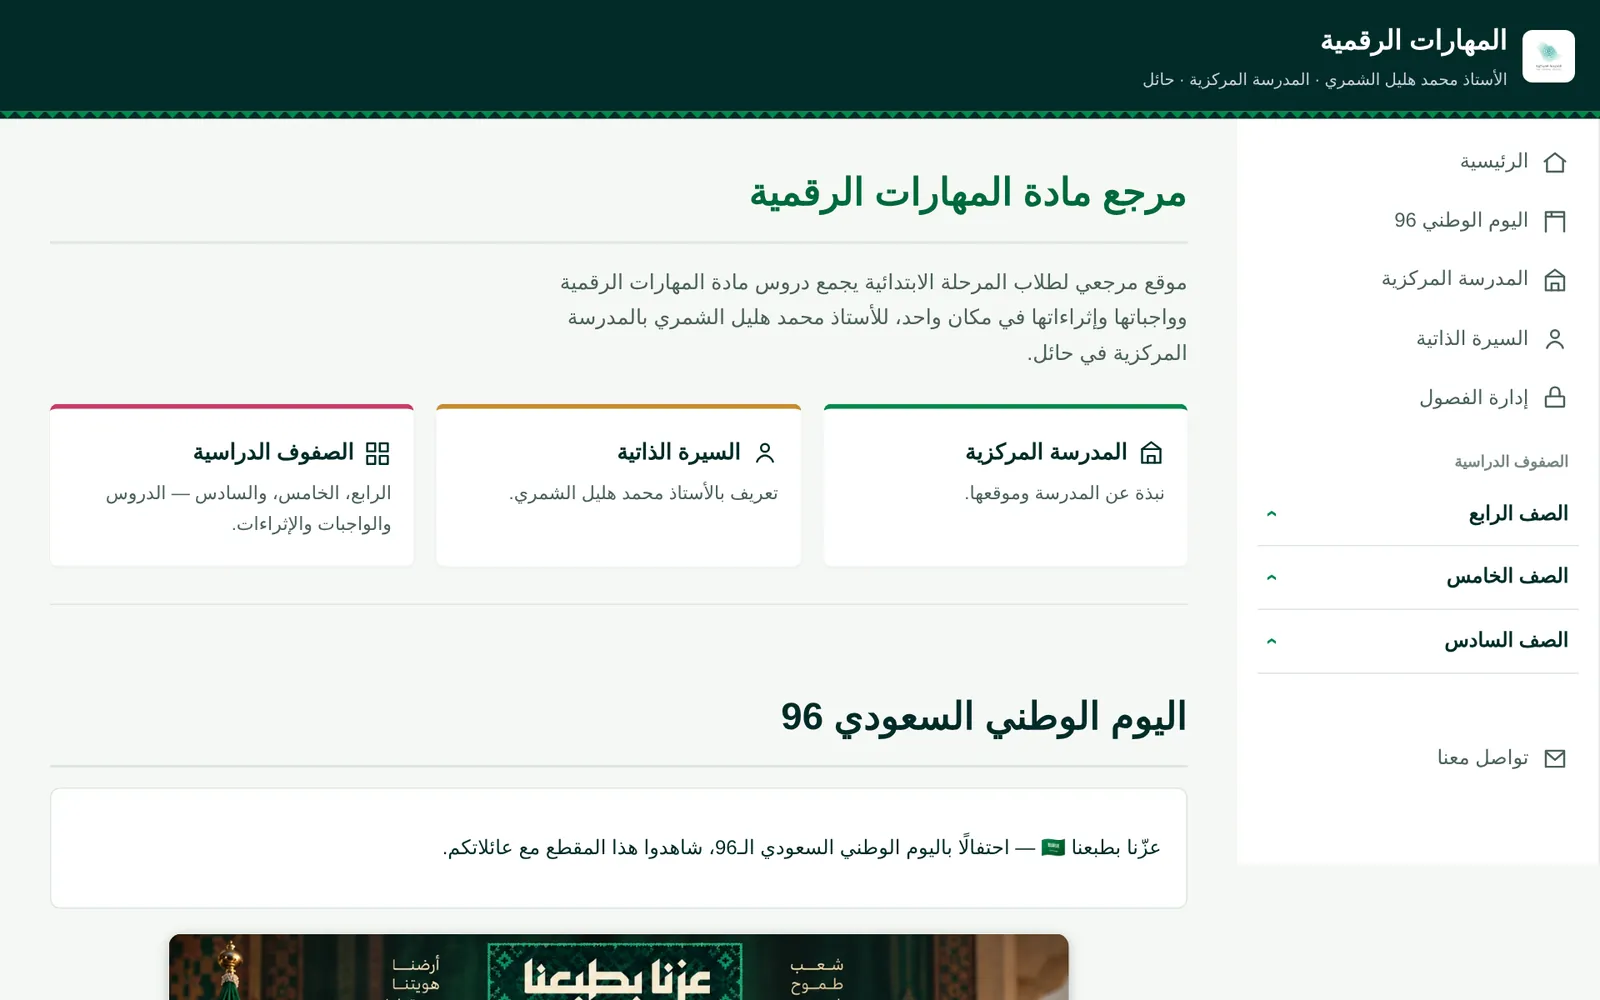 المهارات الرقمية
الأستاذ محمد هليل الشمري · المدرسة المركزية · حائل
الرئيسية
اليوم الوطني 96
المدرسة المركزية
السيرة الذاتية
إدارة الفصول
الصفوف الدراسية
الصف الرابع
الصف الخامس
الصف السادس
تواصل معنا
مرجع مادة المهارات الرقمية
موقع مرجعي لطلاب المرحلة الابتدائية يجمع دروس مادة المهارات الرقمية
وواجباتها وإثراءاتها في مكان واحد، للأستاذ محمد هليل الشمري بالمدرسة
المركزية في حائل.
المدرسة المركزية
نبذة عن المدرسة وموقعها.
السيرة الذاتية
تعريف بالأستاذ محمد هليل الشمري.
الصفوف الدراسية
الرابع، الخامس، والسادس — الدروس
والواجبات والإثراءات.
اليوم الوطني السعودي 96
عزّنا بطبعنا 🇸🇦 — احتفالًا باليوم الوطني السعودي الـ96، شاهدوا هذا المقطع مع عائلاتكم.
شعـــب
طمـــوح
عزنا بطبعنا
أرضنـــا
هويتنـــا